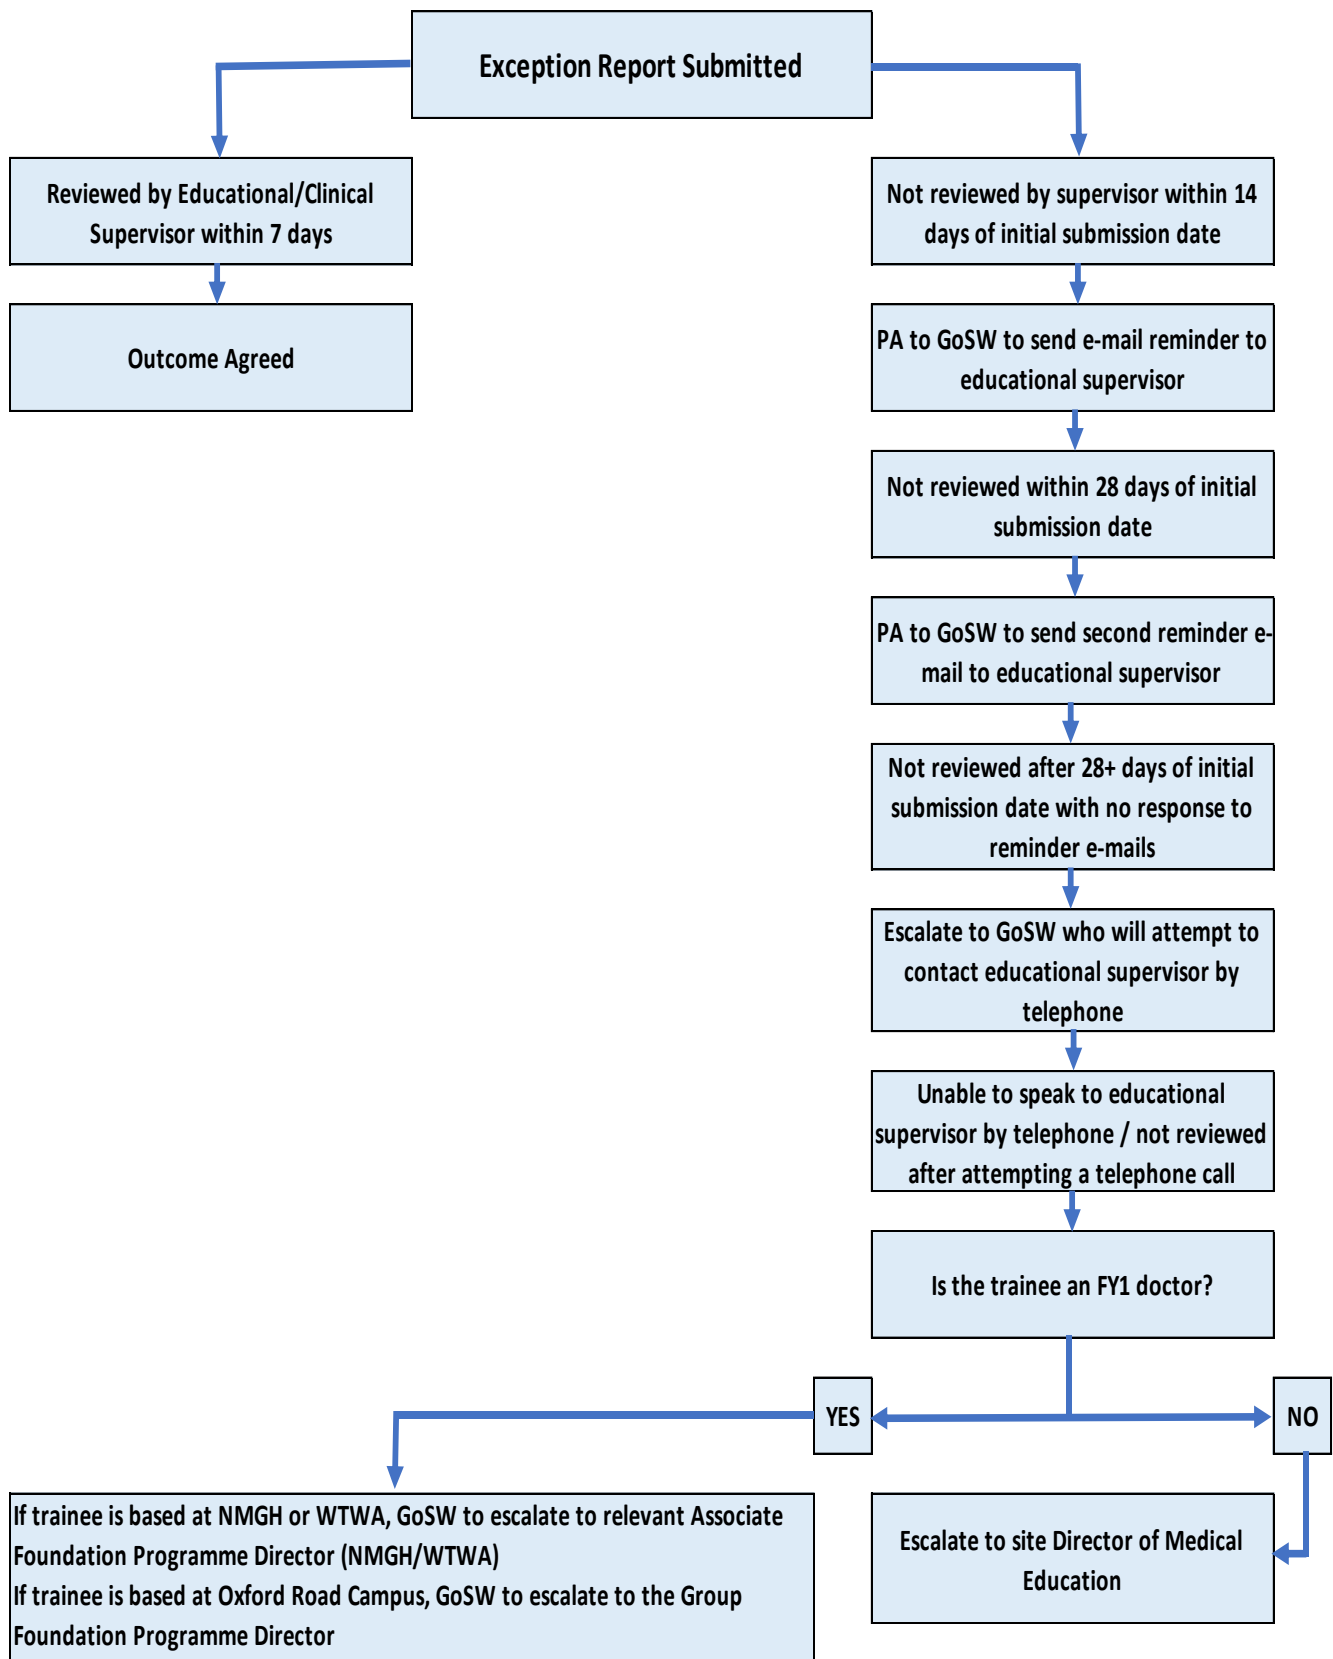 Exception Report Submitted
Reviewed by Educational/Clinical
Supervisor within 7 days
Outcome Agreed
Not reviewed by supervisor within 14
days of initial submission date
PA to GoSW to send e-mail reminder to
educational supervisor
Not reviewed within 28 days of initial
submission date
PA to GoSW to send second reminder e-
mail to educational supervisor
Not reviewed after 28+ days of initial
submission date with no response to
reminder e-mails
Escalate to GoSW who will attempt to
contact educational supervisor by
telephone
Unable to speak to educational
supervisor by telephone / not reviewed
after attempting a telephone call
Is the trainee an FY1 doctor?
YES
NO
If trainee is based at NMGH or WTWA, GoSW to escalate to relevant Associate
Foundation Programme Director (NMGH/WTWA)
If trainee is based at Oxford Road Campus, GoSW to escalate to the Group
Foundation Programme Director
Escalate to site Director of Medical
Education